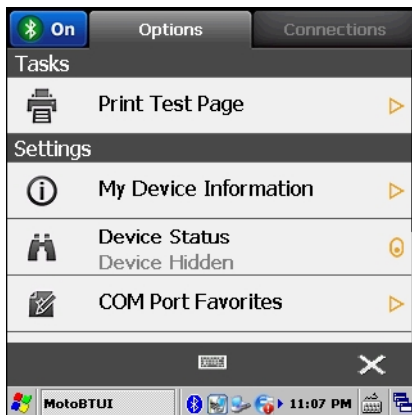 On Options Connections
Tasks
Print Test Page
Settings
My Device Information
Device Status
Device Hidden
COM Port Favorites
MotoBTUI 11:07 PM